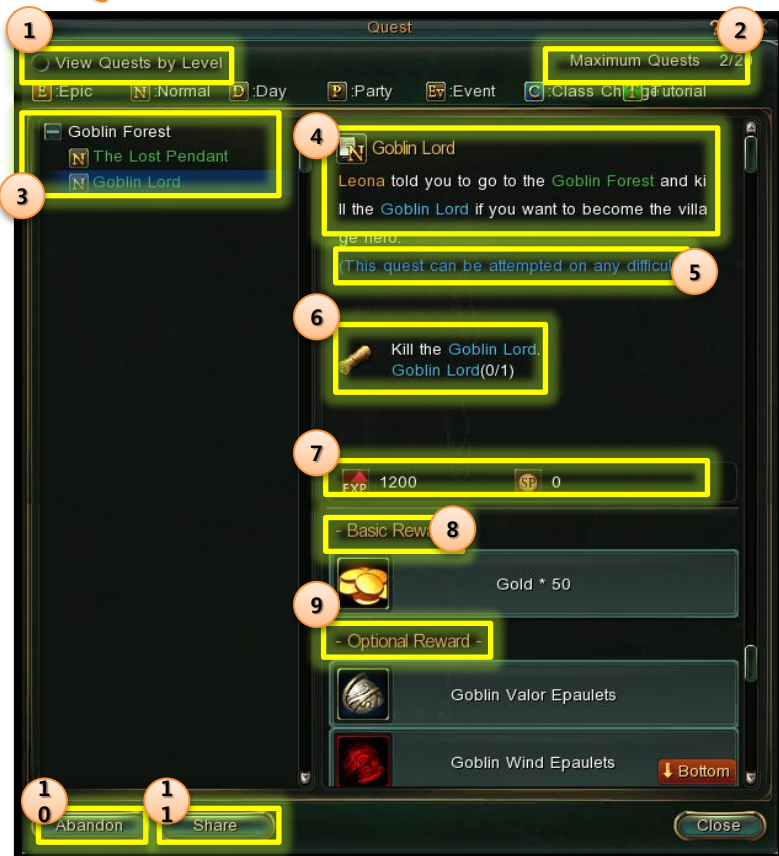 Quest
?
1
2
View Quests by Level
Maximum Quests 2/20
E :Epic N :Normal D :Day P :Party Ev :Event C :Class Change T Tutorial
3
Goblin Forest
N The Lost Pendant
N Goblin Lord
4
N Goblin Lord
Leona told you to go to the Goblin Forest and ki
ll the Goblin Lord if you want to become the villa
ge hero.
(This quest can be attempted on any difficul
5
6
Kill the Goblin Lord.
Goblin Lord(0/1)
7
EXP 1200 SP 0
- Basic Rewa
8
Gold * 50
9
- Optional Reward -
Goblin Valor Epaulets
Goblin Wind Epaulets
Bottom
10
11
Abandon
Share
Close